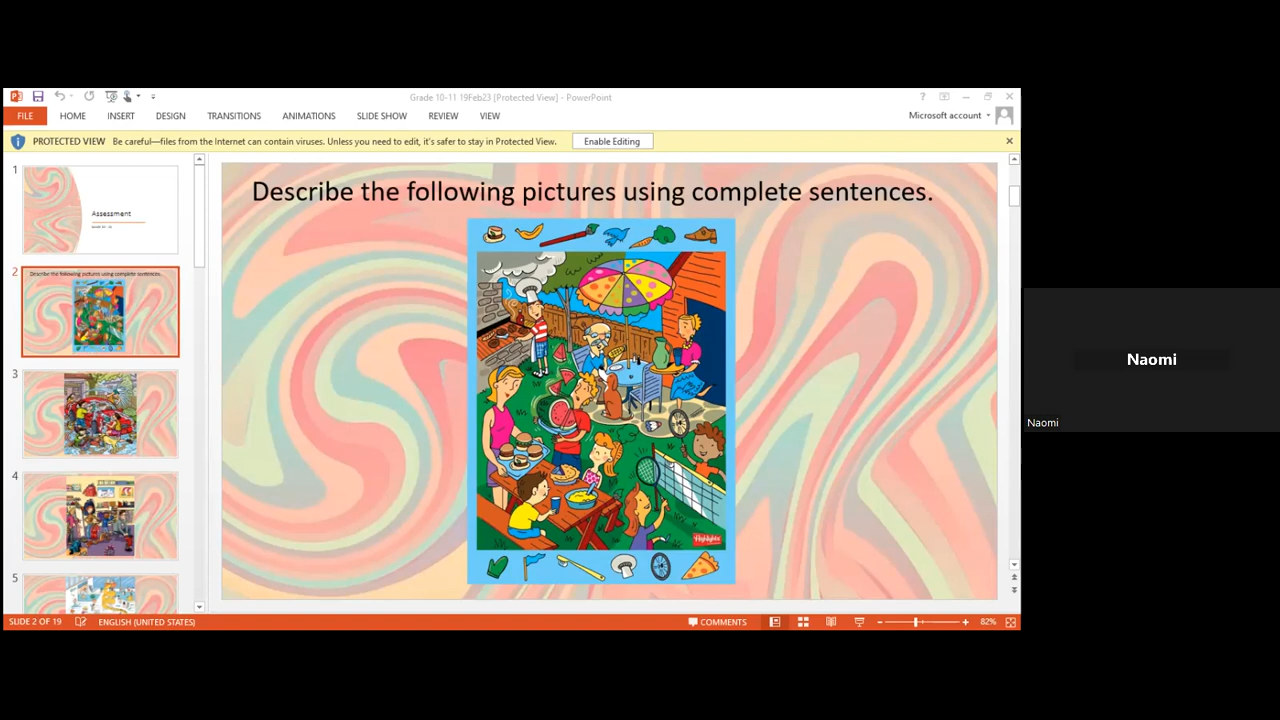 Grade 10-11 19Feb23 [Protected View] - PowerPoint
?
FILE HOME INSERT DESIGN TRANSITIONS ANIMATIONS SLIDE SHOW REVIEW VIEW
Microsoft account
PROTECTED VIEW Be careful—files from the Internet can contain viruses. Unless you need to edit, it's safer to stay in Protected View. Enable Editing
1
Assessment
2
Describe the following pictures using complete sentences.
3
4
5
Describe the following pictures using complete sentences.
Highlights
Naomi
Naomi
SLIDE 2 OF 19 ENGLISH (UNITED STATES) COMMENTS 82%